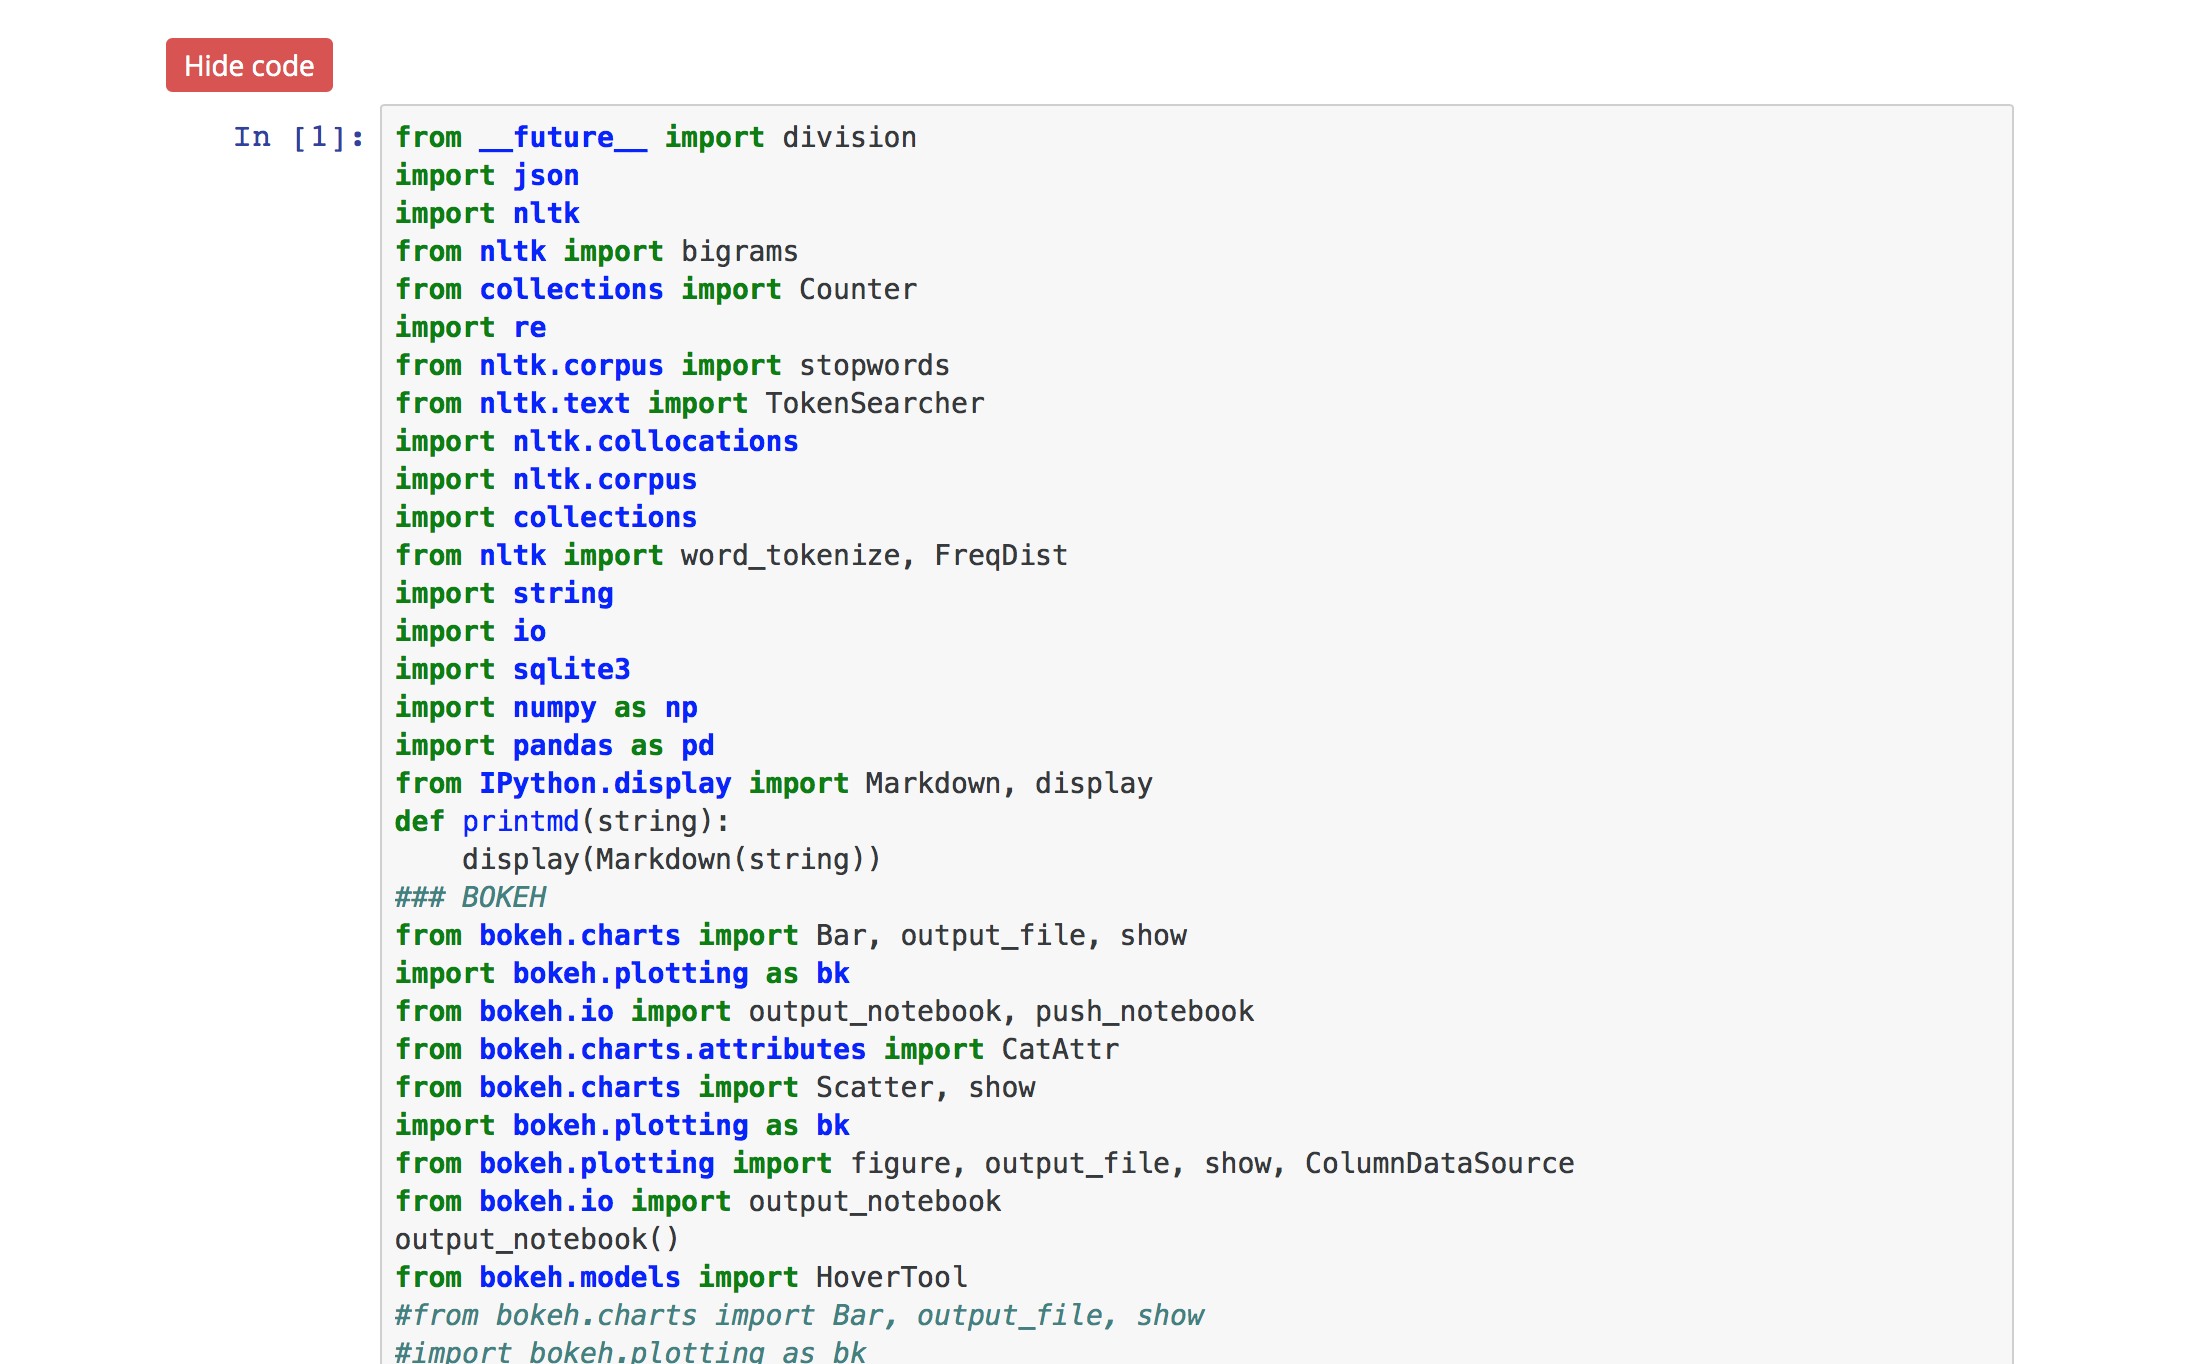 Hide code
In [1]:
from __future__ import division
import json
import nltk
from nltk import bigrams
from collections import Counter
import re
from nltk.corpus import stopwords
from nltk.text import TokenSearcher
import nltk.collocations
import nltk.corpus
import collections
from nltk import word_tokenize, FreqDist
import string
import io
import sqlite3
import numpy as np
import pandas as pd
from IPython.display import Markdown, display
def printmd(string):
    display(Markdown(string))
### BOKEH
from bokeh.charts import Bar, output_file, show
import bokeh.plotting as bk
from bokeh.io import output_notebook, push_notebook
from bokeh.charts.attributes import CatAttr
from bokeh.charts import Scatter, show
import bokeh.plotting as bk
from bokeh.plotting import figure, output_file, show, ColumnDataSource
from bokeh.io import output_notebook
output_notebook()
from bokeh.models import HoverTool
#from bokeh.charts import Bar, output_file, show
#import bokeh.plotting as bk